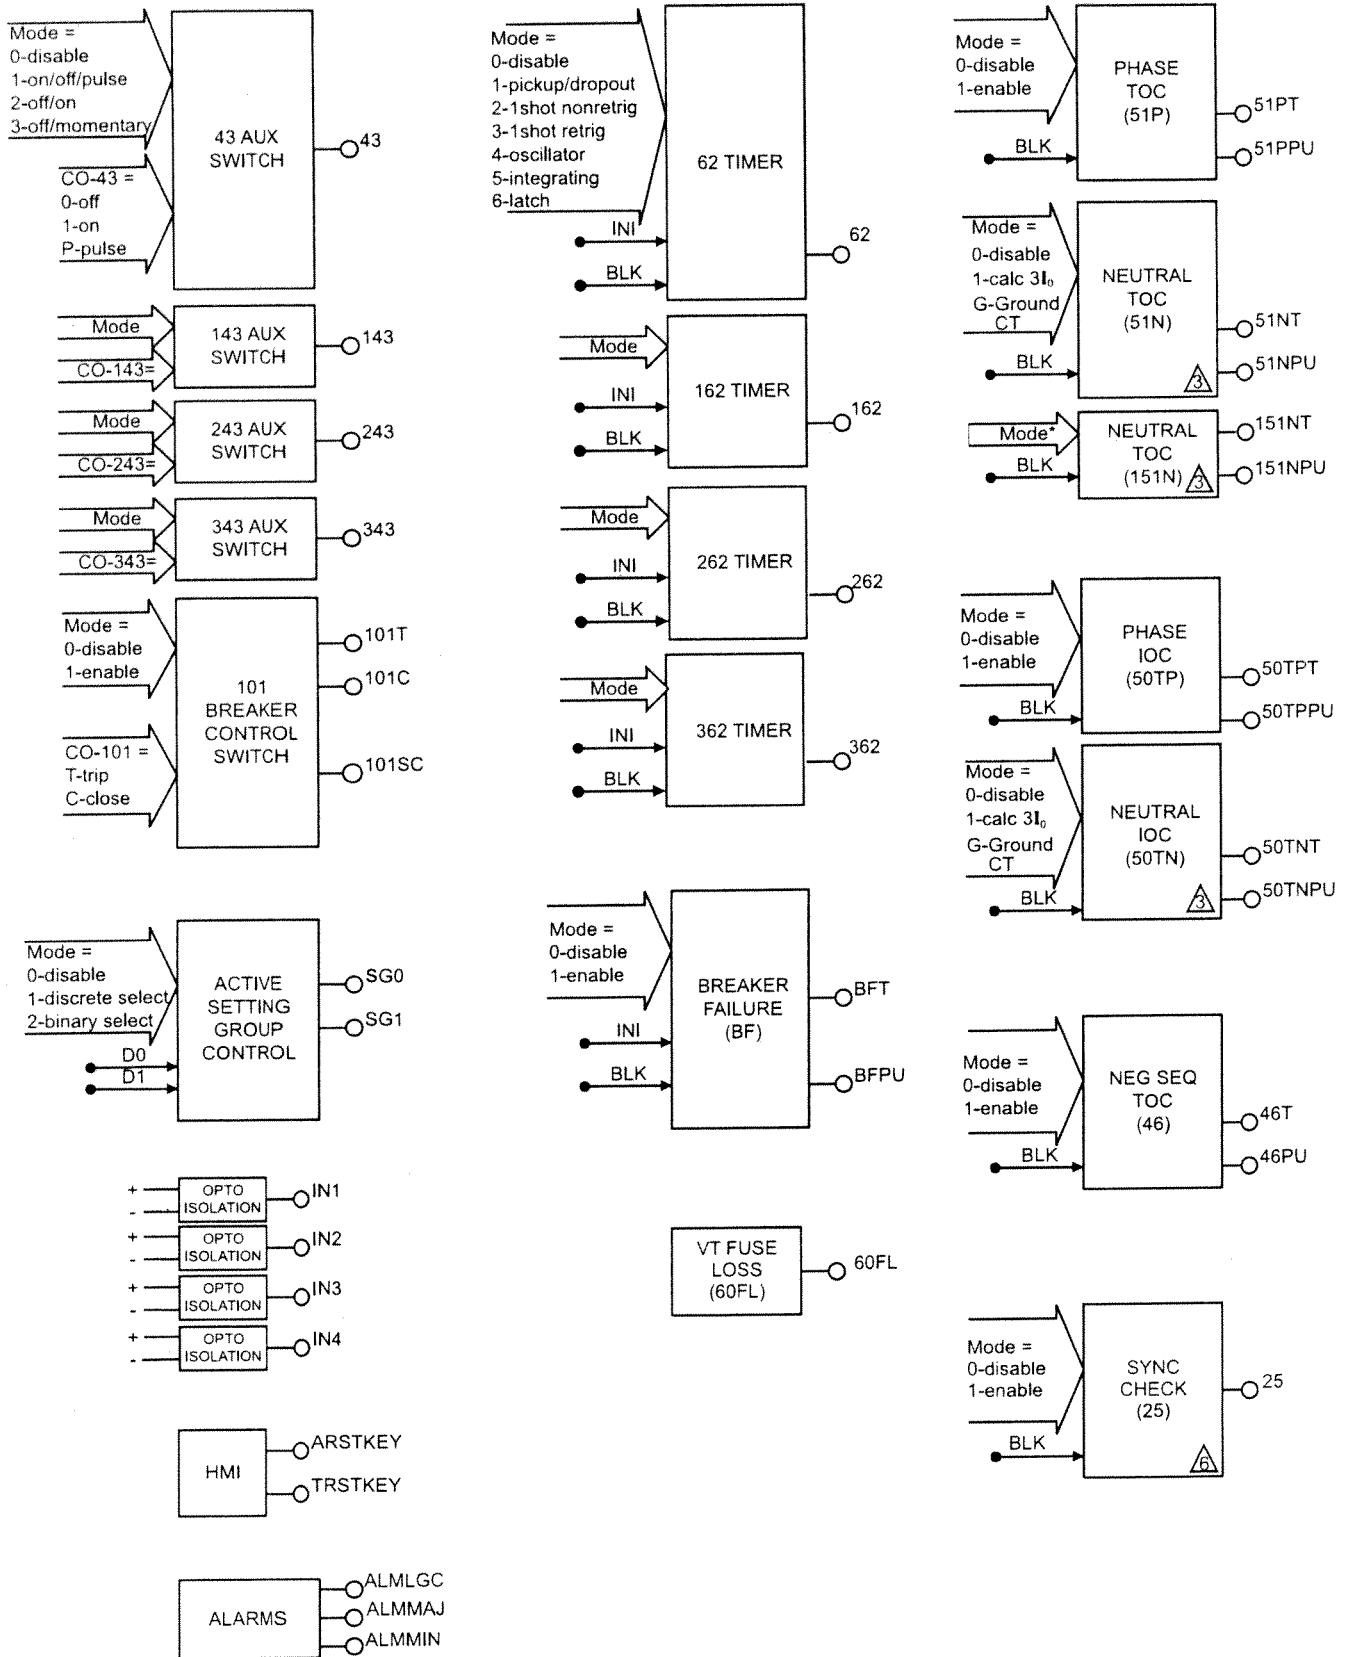 Mode =
0-disable
1-on/off/pulse
2-off/on
3-off/momentary
CO-43 =
0-off
1-on
P-pulse
43 AUX
SWITCH
43
Mode
CO-143=
143 AUX
SWITCH
143
Mode
CO-243=
243 AUX
SWITCH
243
Mode
CO-343=
343 AUX
SWITCH
343
Mode =
0-disable
1-enable
CO-101 =
T-trip
C-close
101
BREAKER
CONTROL
SWITCH
101T
101C
101SC
Mode =
0-disable
1-discrete select
2-binary select
D0
D1
ACTIVE
SETTING
GROUP
CONTROL
SG0
SG1
+
-
OPTO
ISOLATION
IN1
+
-
OPTO
ISOLATION
IN2
+
-
OPTO
ISOLATION
IN3
+
-
OPTO
ISOLATION
IN4
HMI
ARSTKEY
TRSTKEY
ALARMS
ALMLGC
ALMMAJ
ALMMIN
Mode =
0-disable
1-pickup/dropout
2-1shot nonretrig
3-1shot retrig
4-oscillator
5-integrating
6-latch
INI
BLK
62 TIMER
62
Mode
INI
BLK
162 TIMER
162
Mode
INI
BLK
262 TIMER
262
Mode
INI
BLK
362 TIMER
362
Mode =
0-disable
1-enable
INI
BLK
BREAKER
FAILURE
(BF)
BFT
BFPU
VT FUSE
LOSS
(60FL)
60FL
Mode =
0-disable
1-enable
BLK
PHASE
TOC
(51P)
51PT
51PPU
Mode =
0-disable
1-calc 3I₀
G-Ground
CT
BLK
NEUTRAL
TOC
(51N)
3
51NT
51NPU
Mode*
BLK
NEUTRAL
TOC
(151N)
3
151NT
151NPU
Mode =
0-disable
1-enable
BLK
PHASE
IOC
(50TP)
50TPT
50TPPU
Mode =
0-disable
1-calc 3I₀
G-Ground
CT
BLK
NEUTRAL
IOC
(50TN)
3
50TNT
50TNPU
Mode =
0-disable
1-enable
BLK
NEG SEQ
TOC
(46)
46T
46PU
Mode =
0-disable
1-enable
BLK
SYNC
CHECK
(25)
6
25